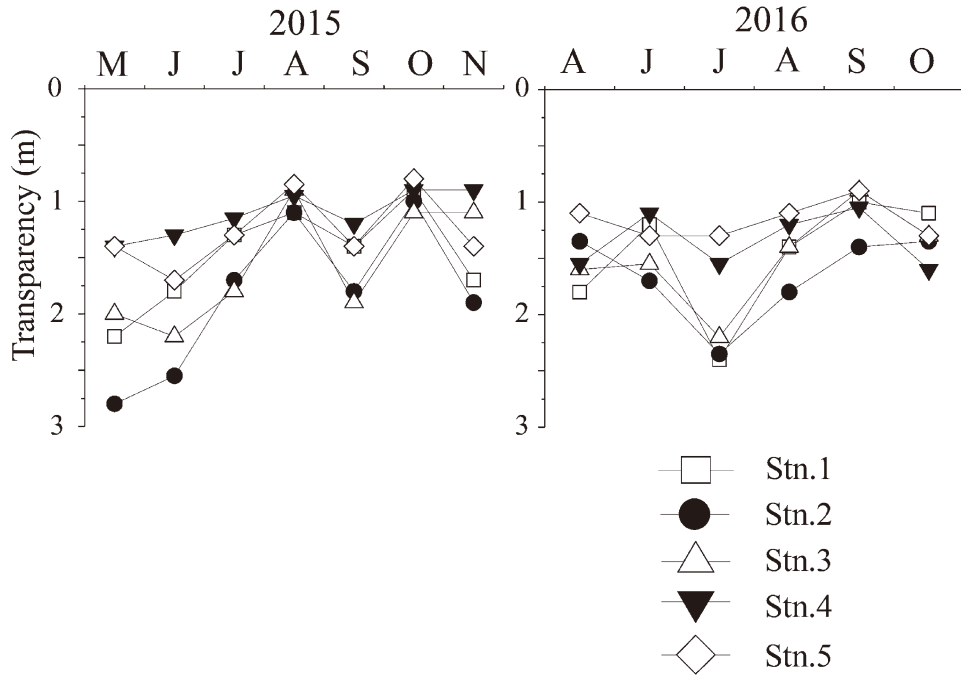 2015
M J J A S O N
0
1
2
3
Transparency (m)
2016
A J J A S O
0
1
2
3
Stn.1
Stn.2
Stn.3
Stn.4
Stn.5